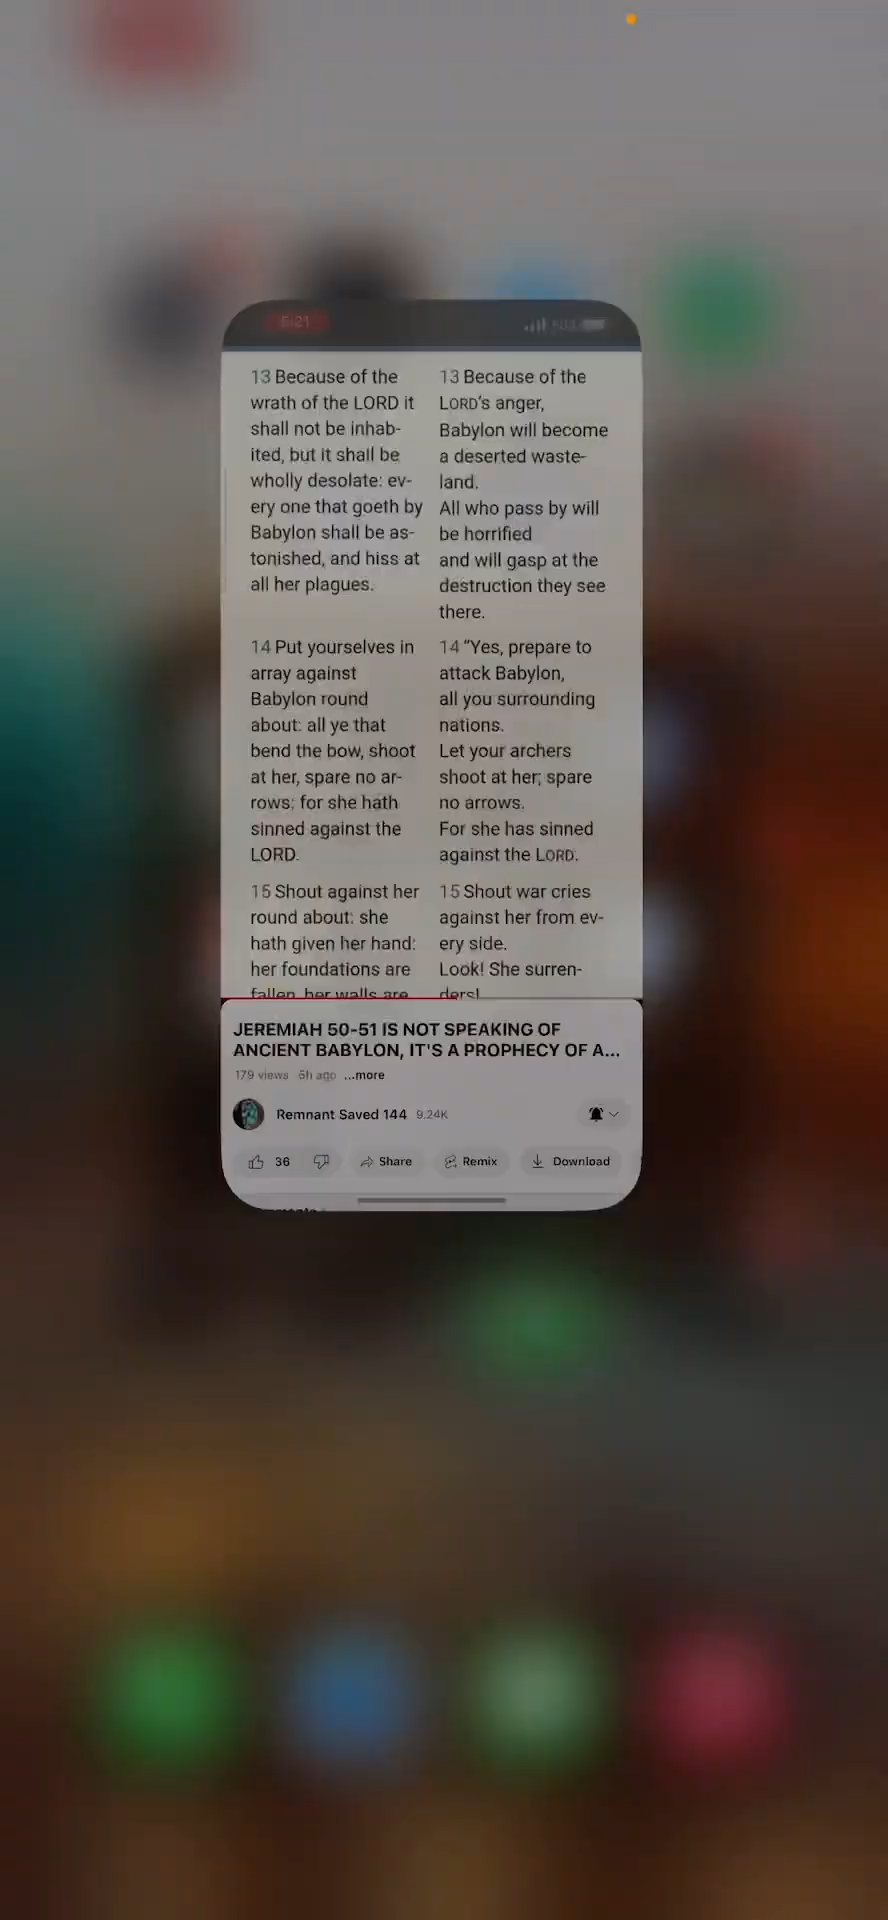 5:21
13 Because of the
wrath of the LORD it
shall not be inhab-
ited, but it shall be
wholly desolate: ev-
ery one that goeth by
Babylon shall be as-
tonished, and hiss at
all her plagues.
14 Put yourselves in
array against
Babylon round
about: all ye that
bend the bow, shoot
at her, spare no ar-
rows: for she hath
sinned against the
LORD.
15 Shout against her
round about: she
hath given her hand:
her foundations are
fallen, her walls are
13 Because of the
LORD's anger,
Babylon will become
a deserted waste-
land.
All who pass by will
be horrified
and will gasp at the
destruction they see
there.
14 “Yes, prepare to
attack Babylon,
all you surrounding
nations.
Let your archers
shoot at her; spare
no arrows.
For she has sinned
against the LORD.
15 Shout war cries
against her from ev-
ery side.
Look! She surren-
ders!
JEREMIAH 50-51 IS NOT SPEAKING OF
ANCIENT BABYLON, IT'S A PROPHECY OF A...
179 views 5h ago ...more
Remnant Saved 144 9.24K
36 Share Remix Download